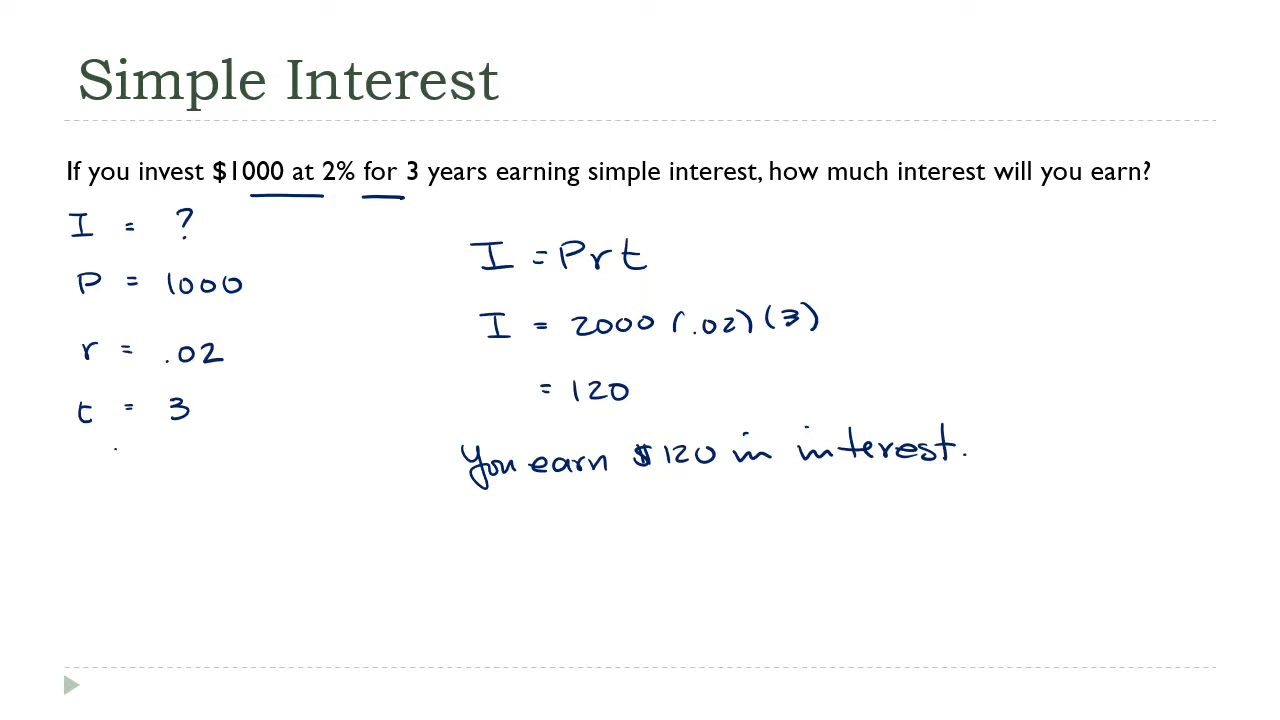 Simple Interest
If you invest $1000 at 2% for 3 years earning simple interest, how much interest will you earn?
I = ?
P = 1000
r = .02
t = 3
I = Prt
I = 2000 (.02) (3)
= 120
You earn $120 in interest.